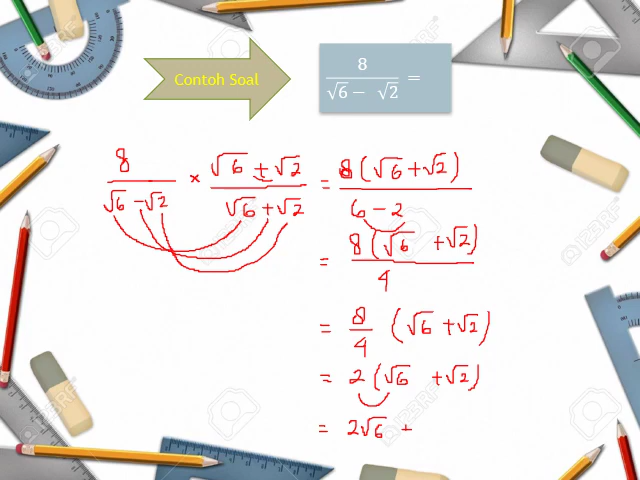 Contoh Soal
8
√6 − √2 =
8/(√6 − √2) × (√6 + √2)/(√6 + √2) = 8(√6 + √2)/(6 − 2)
= 8(√6 + √2)/4
= 8/4 (√6 + √2)
= 2(√6 + √2)
= 2√6 +
123RF